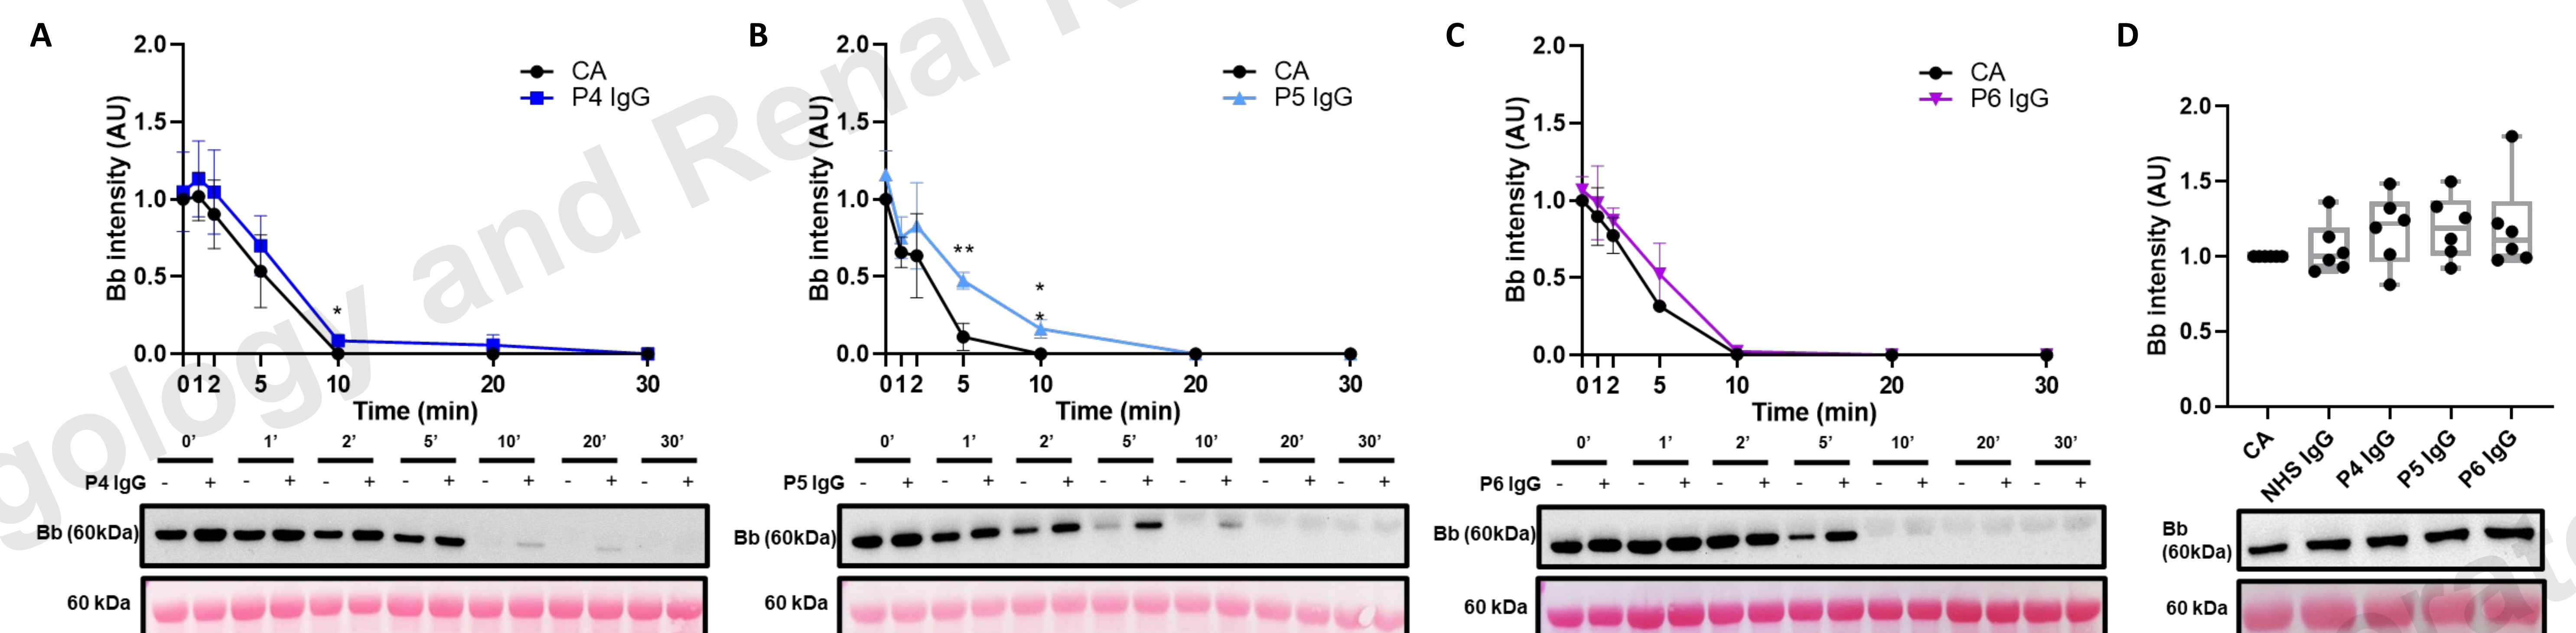 A
2.0
1.5
1.0
0.5
0.0
Bb intensity (AU)
CA
P4 IgG
*
0 1 2 5 10 20 30
Time (min)
0’ 1’ 2’ 5’ 10’ 20’ 30’
P4 IgG - + - + - + - + - + - + - +
Bb (60kDa)
60 kDa
B
2.0
1.5
1.0
0.5
0.0
Bb intensity (AU)
CA
P5 IgG
**
*
*
0 1 2 5 10 20 30
Time (min)
0’ 1’ 2’ 5’ 10’ 20’ 30’
P5 IgG - + - + - + - + - + - + - +
Bb (60kDa)
60 kDa
C
2.0
1.5
1.0
0.5
0.0
Bb intensity (AU)
CA
P6 IgG
0 1 2 5 10 20 30
Time (min)
0’ 1’ 2’ 5’ 10’ 20’ 30’
P6 IgG - + - + - + - + - + - + - +
Bb (60kDa)
60 kDa
D
2.0
1.5
1.0
0.5
0.0
Bb intensity (AU)
CA
NHS IgG
P4 IgG
P5 IgG
P6 IgG
Bb
(60kDa)
60 kDa
gology and Renal R